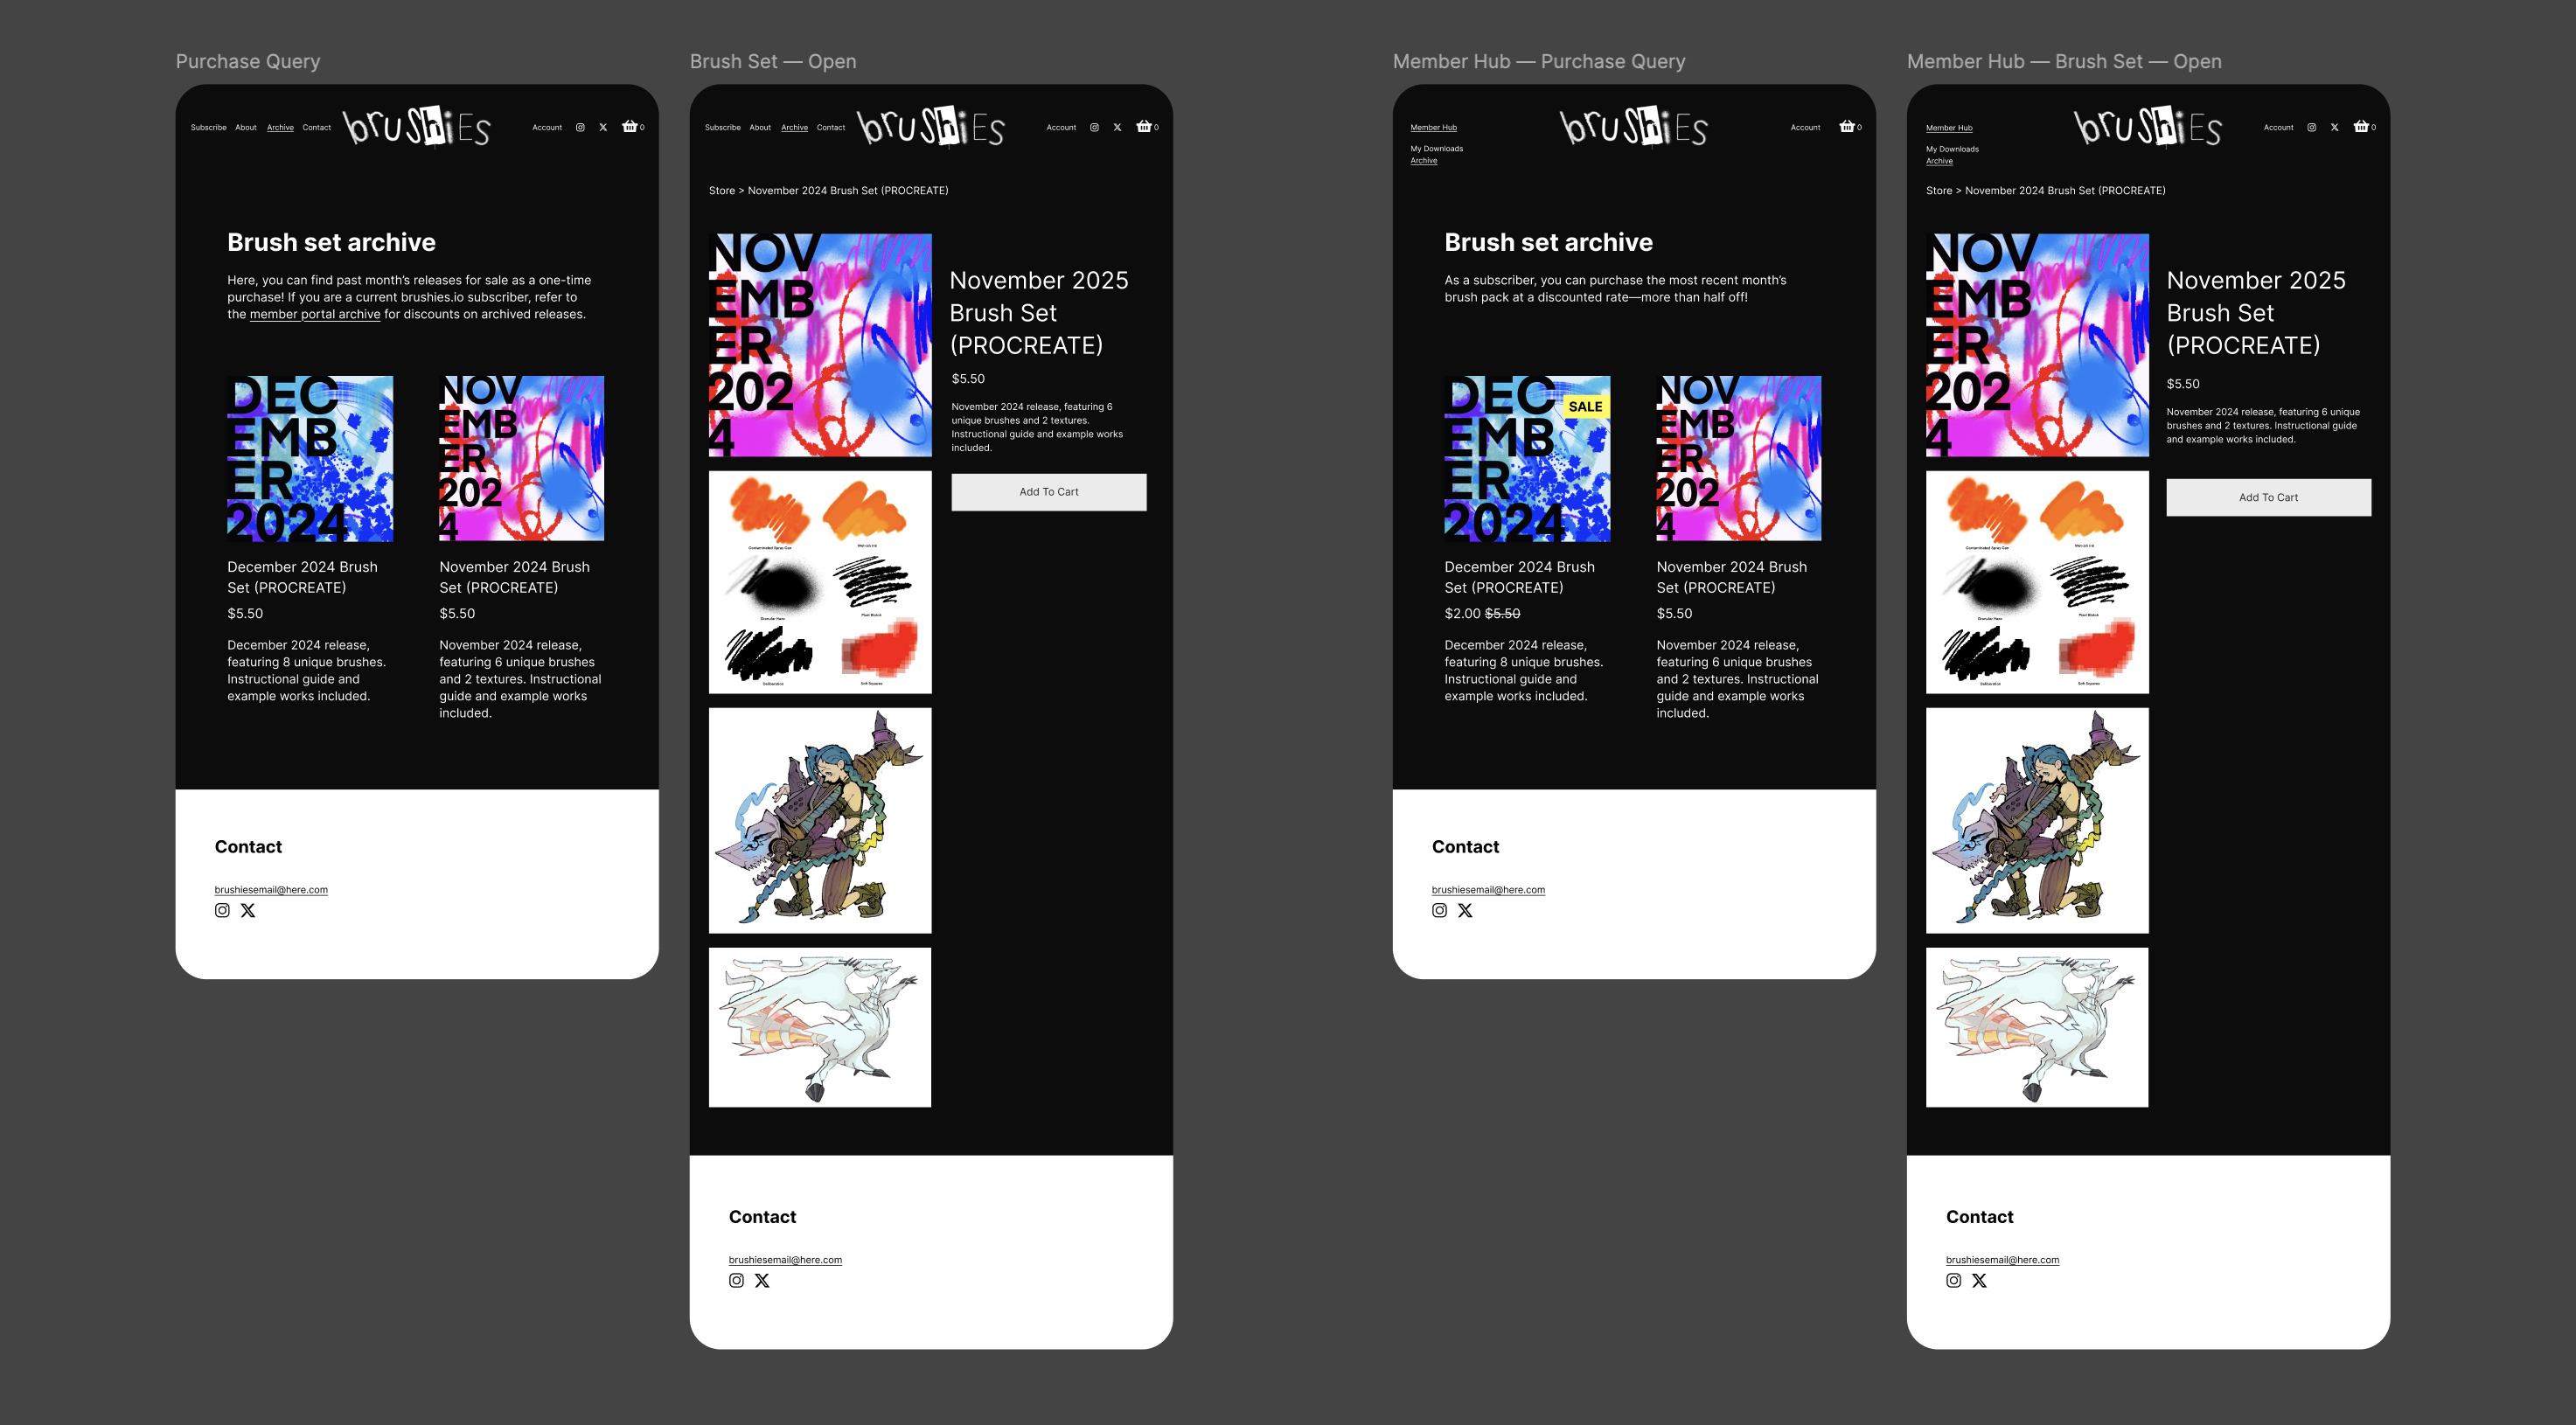 Purchase Query
Subscribe About Archive Contact brushies Account 0
Brush set archive
Here, you can find past month’s releases for sale as a one-time
purchase! If you are a current brushies.io subscriber, refer to
the member portal archive for discounts on archived releases.
DEC
EMB
ER
2024
December 2024 Brush
Set (PROCREATE)
$5.50
December 2024 release,
featuring 8 unique brushes.
Instructional guide and
example works included.
NOV
EMB
ER
202
4
November 2024 Brush
Set (PROCREATE)
$5.50
November 2024 release,
featuring 6 unique brushes
and 2 textures. Instructional
guide and example works
included.
Contact
brushiesemail@here.com
Brush Set — Open
Subscribe About Archive Contact brushies Account 0
Store > November 2024 Brush Set (PROCREATE)
NOV
EMB
ER
202
4
Contaminated Spray Can
Granular Haze
Soft Squares
November 2025
Brush Set
(PROCREATE)
$5.50
November 2024 release, featuring 6
unique brushes and 2 textures.
Instructional guide and example works
included.
Add To Cart
Contact
brushiesemail@here.com
Member Hub — Purchase Query
Member Hub brushies Account 0
My Downloads
Archive
Brush set archive
As a subscriber, you can purchase the most recent month’s
brush pack at a discounted rate—more than half off!
DEC
EMB
ER
2024
SALE
December 2024 Brush
Set (PROCREATE)
$2.00 $5.50
December 2024 release,
featuring 8 unique brushes.
Instructional guide and
example works included.
NOV
EMB
ER
202
4
November 2024 Brush
Set (PROCREATE)
$5.50
November 2024 release,
featuring 6 unique brushes
and 2 textures. Instructional
guide and example works
included.
Contact
brushiesemail@here.com
Member Hub — Brush Set — Open
Member Hub brushies Account 0
My Downloads
Archive
Store > November 2024 Brush Set (PROCREATE)
NOV
EMB
ER
202
4
Contaminated Spray Can
Granular Haze
Soft Squares
November 2025
Brush Set
(PROCREATE)
$5.50
November 2024 release, featuring 6 unique
brushes and 2 textures. Instructional guide
and example works included.
Add To Cart
Contact
brushiesemail@here.com